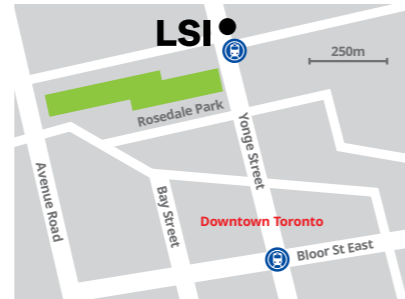 LSI
250m
Rosedale Park
Yonge Street
Avenue Road
Bay Street
Downtown Toronto
Bloor St East